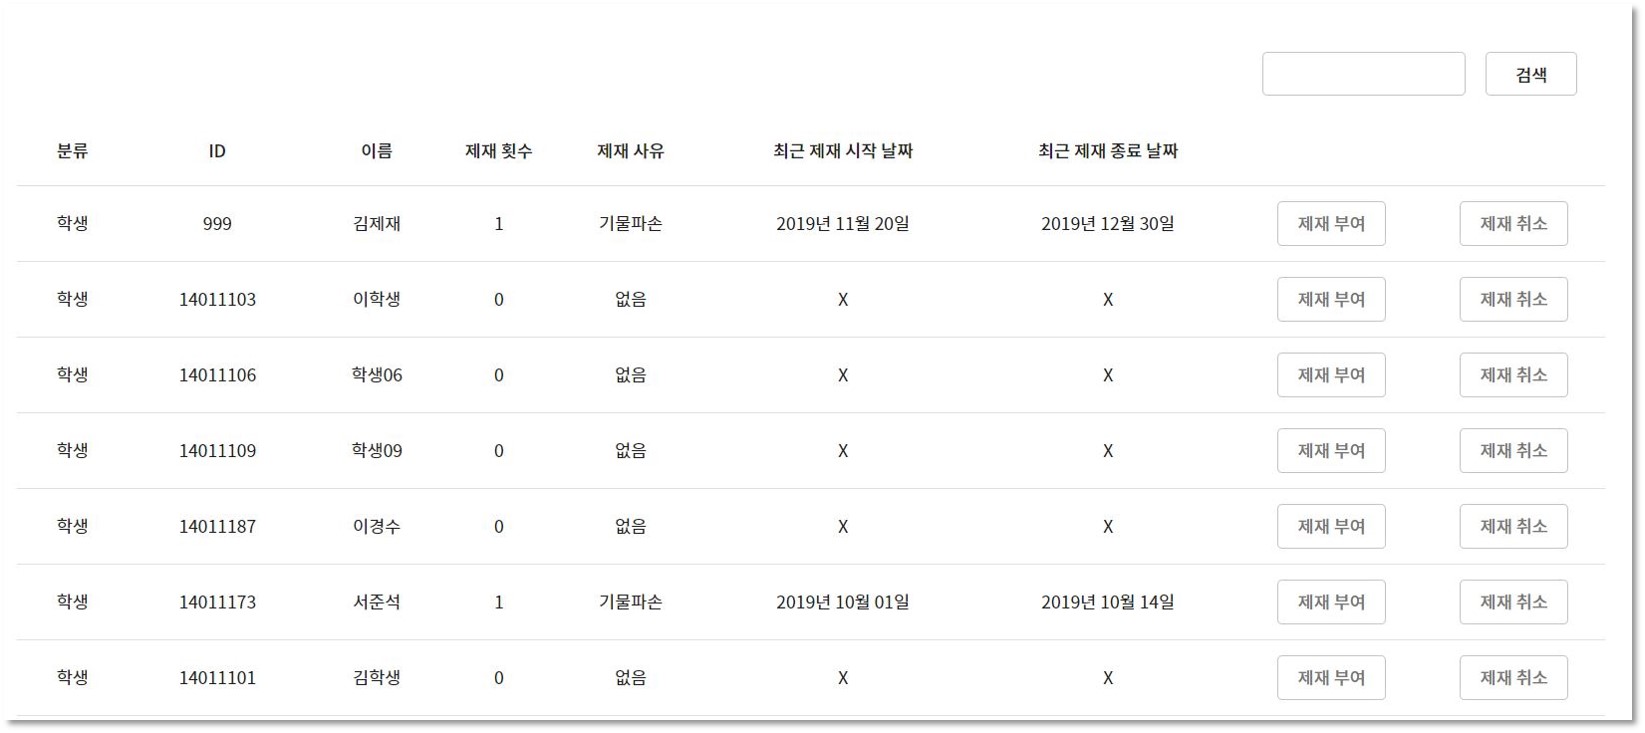 검색
분류 ID 이름 제재 횟수 제재 사유 최근 제재 시작 날짜 최근 제재 종료 날짜
학생 999 김제재 1 기물파손 2019년 11월 20일 2019년 12월 30일 제재 부여 제재 취소
학생 14011103 이학생 0 없음 X X 제재 부여 제재 취소
학생 14011106 학생06 0 없음 X X 제재 부여 제재 취소
학생 14011109 학생09 0 없음 X X 제재 부여 제재 취소
학생 14011187 이경수 0 없음 X X 제재 부여 제재 취소
학생 14011173 서준석 1 기물파손 2019년 10월 01일 2019년 10월 14일 제재 부여 제재 취소
학생 14011101 김학생 0 없음 X X 제재 부여 제재 취소